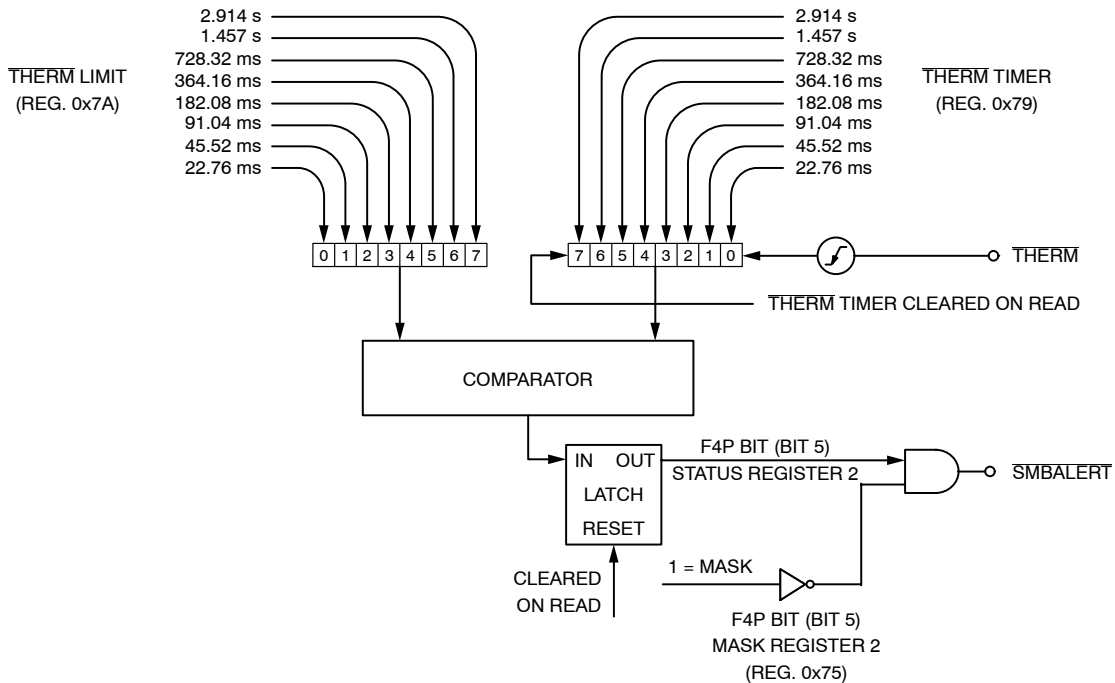 2.914 s
1.457 s
728.32 ms
364.16 ms
182.08 ms
91.04 ms
45.52 ms
22.76 ms
THERM LIMIT
(REG. 0x7A)
2.914 s
1.457 s
728.32 ms
364.16 ms
182.08 ms
91.04 ms
45.52 ms
22.76 ms
THERM TIMER
(REG. 0x79)
0 1 2 3 4 5 6 7
7 6 5 4 3 2 1 0
THERM
THERM TIMER CLEARED ON READ
COMPARATOR
IN OUT
LATCH
RESET
F4P BIT (BIT 5)
STATUS REGISTER 2
SMBALERT
CLEARED
ON READ
1 = MASK
F4P BIT (BIT 5)
MASK REGISTER 2
(REG. 0x75)